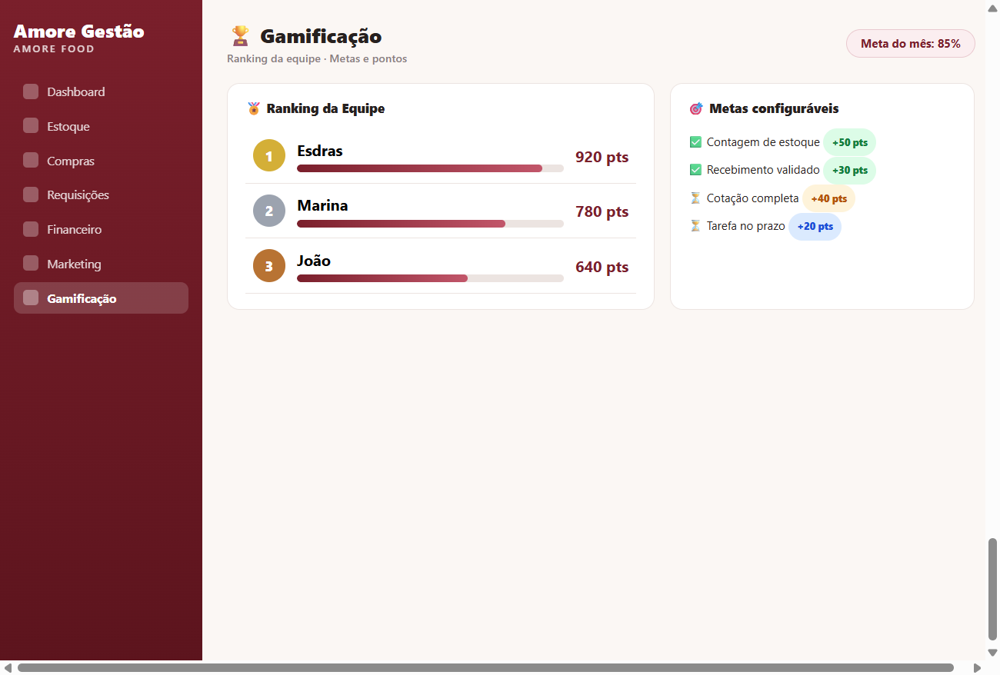 Amore Gestão
AMORE FOOD
Dashboard
Estoque
Compras
Requisições
Financeiro
Marketing
Gamificação
🏆 Gamificação
Ranking da equipe · Metas e pontos
Meta do mês: 85%
🏅 Ranking da Equipe
1 Esdras 920 pts
2 Marina 780 pts
3 João 640 pts
🎯 Metas configuráveis
✅ Contagem de estoque +50 pts
✅ Recebimento validado +30 pts
⏳ Cotação completa +40 pts
⏳ Tarefa no prazo +20 pts